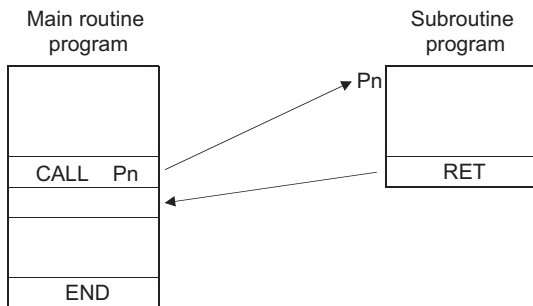 Main routine
program
Subroutine
program
Pn
CALL Pn
RET
END